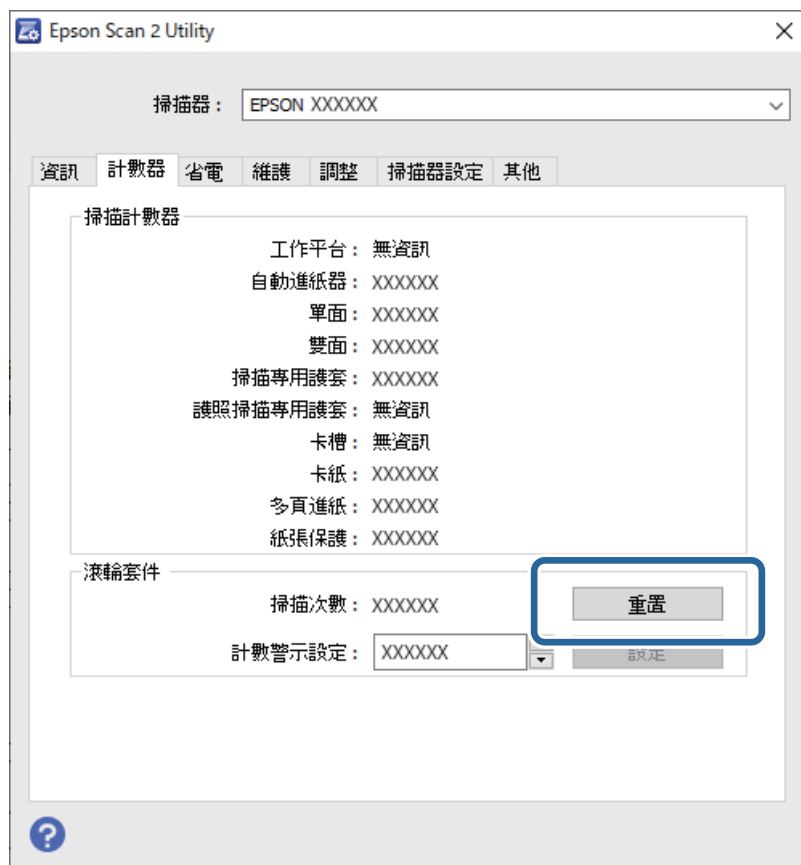 Epson Scan 2 Utility
掃描器： EPSON XXXXXX
資訊 計數器 省電 維護 調整 掃描器設定 其他
掃描計數器
工作平台： 無資訊
自動進紙器： XXXXXX
單面： XXXXXX
雙面： XXXXXX
掃描專用護套： XXXXXX
護照掃描專用護套： 無資訊
卡槽： 無資訊
卡紙： XXXXXX
多頁進紙： XXXXXX
紙張保護： XXXXXX
滾輪套件
掃描次數： XXXXXX 重置
計數警示設定： XXXXXX 設定